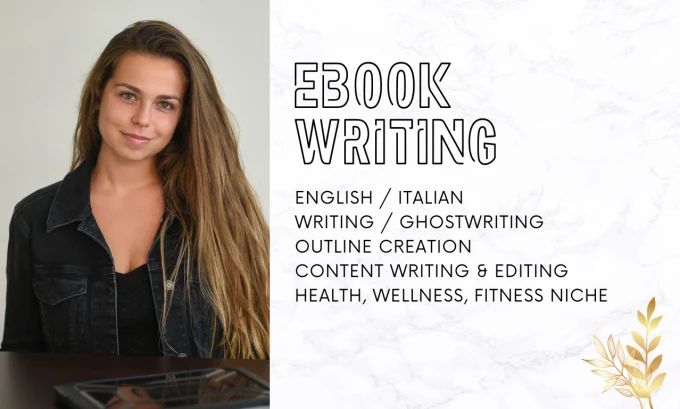 EBOOK
WRITING
ENGLISH / ITALIAN
WRITING / GHOSTWRITING
OUTLINE CREATION
CONTENT WRITING & EDITING
HEALTH, WELLNESS, FITNESS NICHE